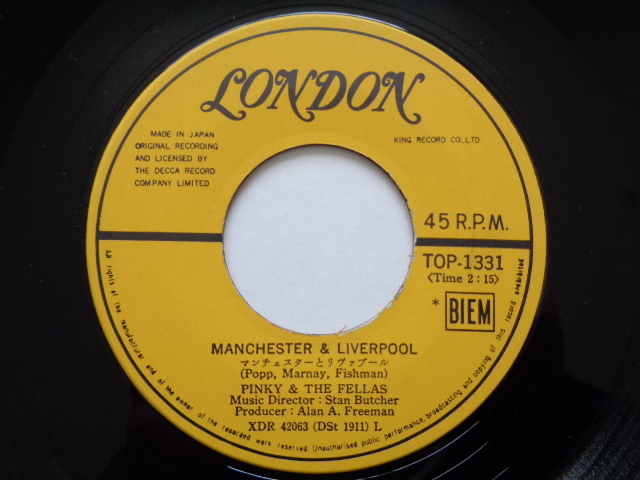 LONDON
MADE IN JAPAN
ORIGINAL RECORDING
AND LICENSED BY
THE DECCA RECORD
COMPANY LIMITED
KING RECORD CO., LTD.
45 R.P.M.
TOP-1331
〈Time 2 : 15〉
* BIEM
MANCHESTER & LIVERPOOL
マンチェスターとリヴァプール
(Popp, Marnay, Fishman)
PINKY & THE FELLAS
Music Director : Stan Butcher
Producer : Alan A. Freeman
XDR 42063 (DSt 1911) L
All rights of the manufacturer and of the owner of the recorded work reserved. Unauthorised public performance, broadcasting and copying of this record prohibited